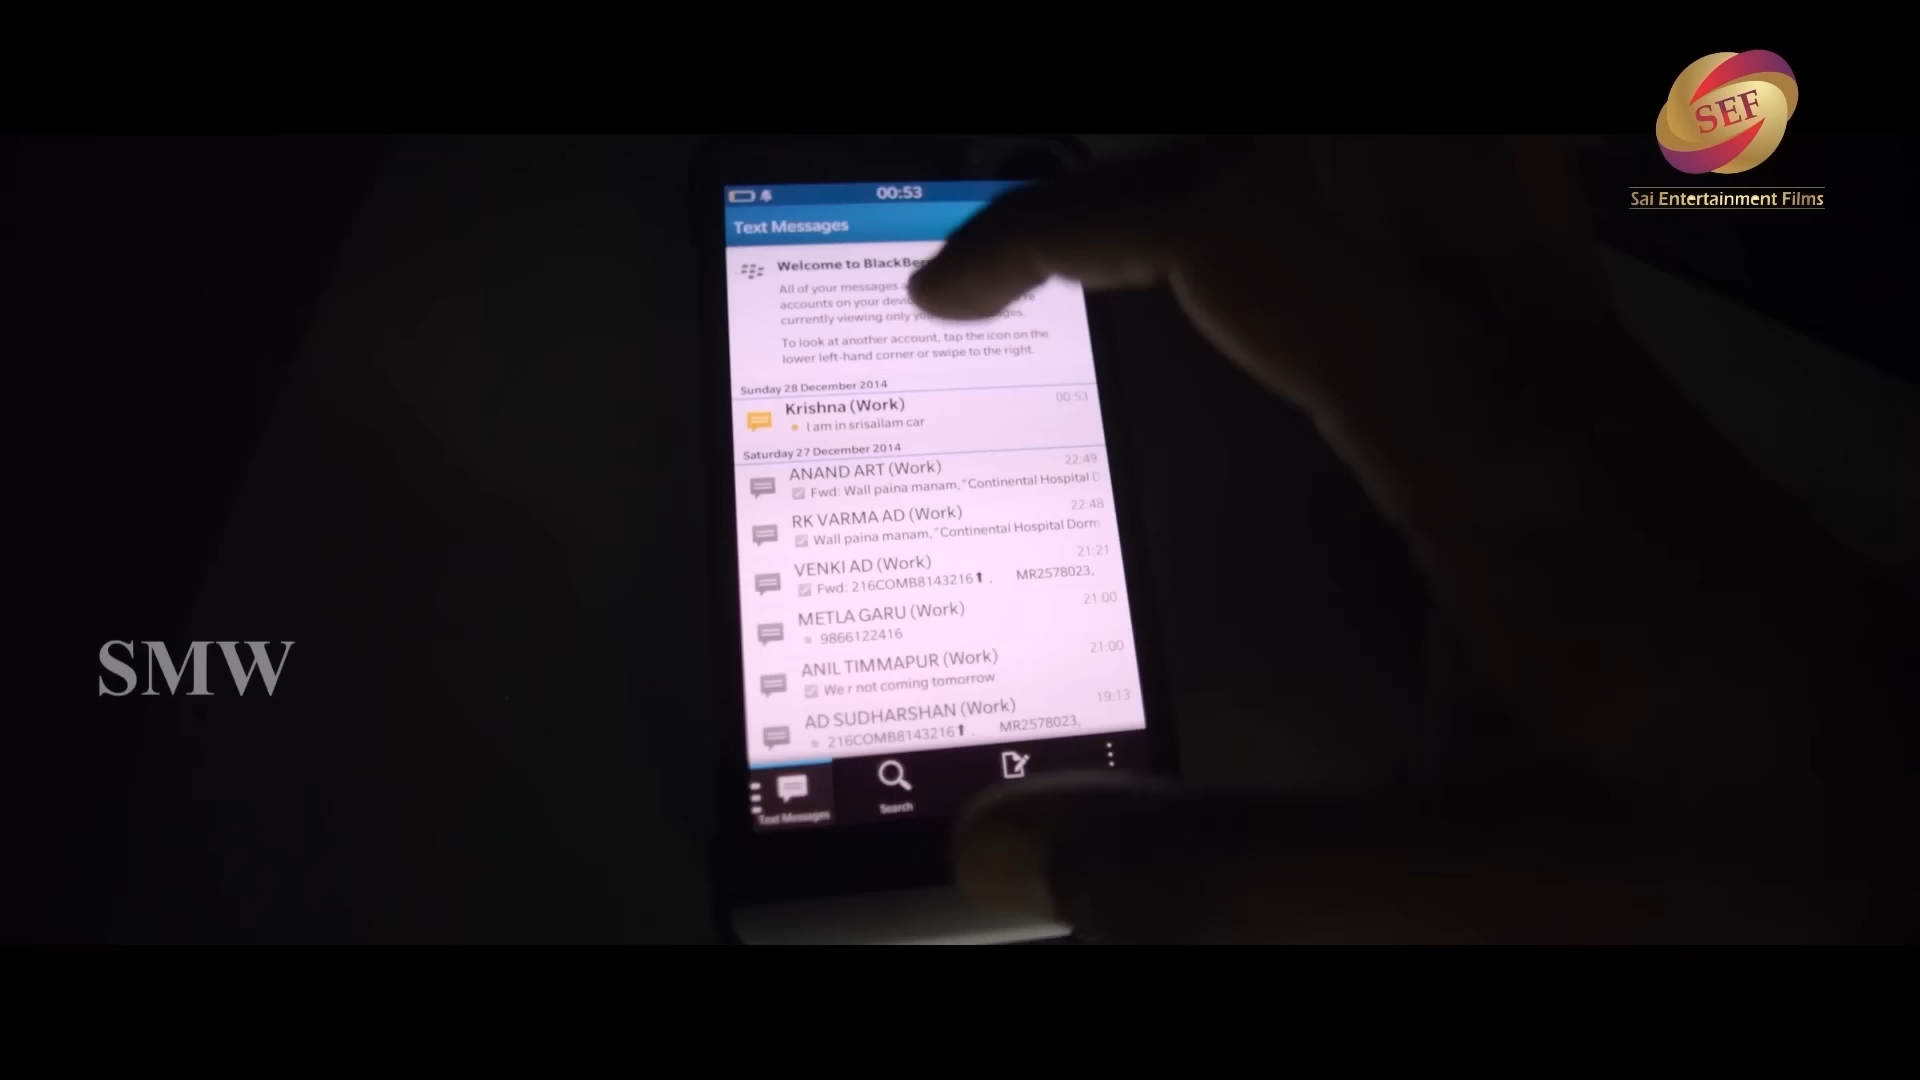 SEF
Sai Entertainment Films
00:53
Text Messages
Welcome to BlackBer
All of your messages
accounts on your devic
currently viewing only
To look at another account, tap the icon on the
lower left-hand corner or swipe to the right.
Sunday 28 December 2014
Krishna (Work) 00:53
I am in srisailam car
Saturday 27 December 2014
ANAND ART (Work) 22:49
Fwd: Wall paina manam, "Continental Hospital D
RK VARMA AD (Work) 22:48
Wall paina manam, "Continental Hospital Dorm
VENKI AD (Work) 21:21
Fwd: 216COMB8143216⬆ . MR2578023,
METLA GARU (Work) 21:00
9866122416
ANIL TIMMAPUR (Work) 21:00
We r not coming tomorrow
AD SUDHARSHAN (Work) 19:13
216COMB8143216⬆ . MR2578023,
Text Messages
Search
SMW